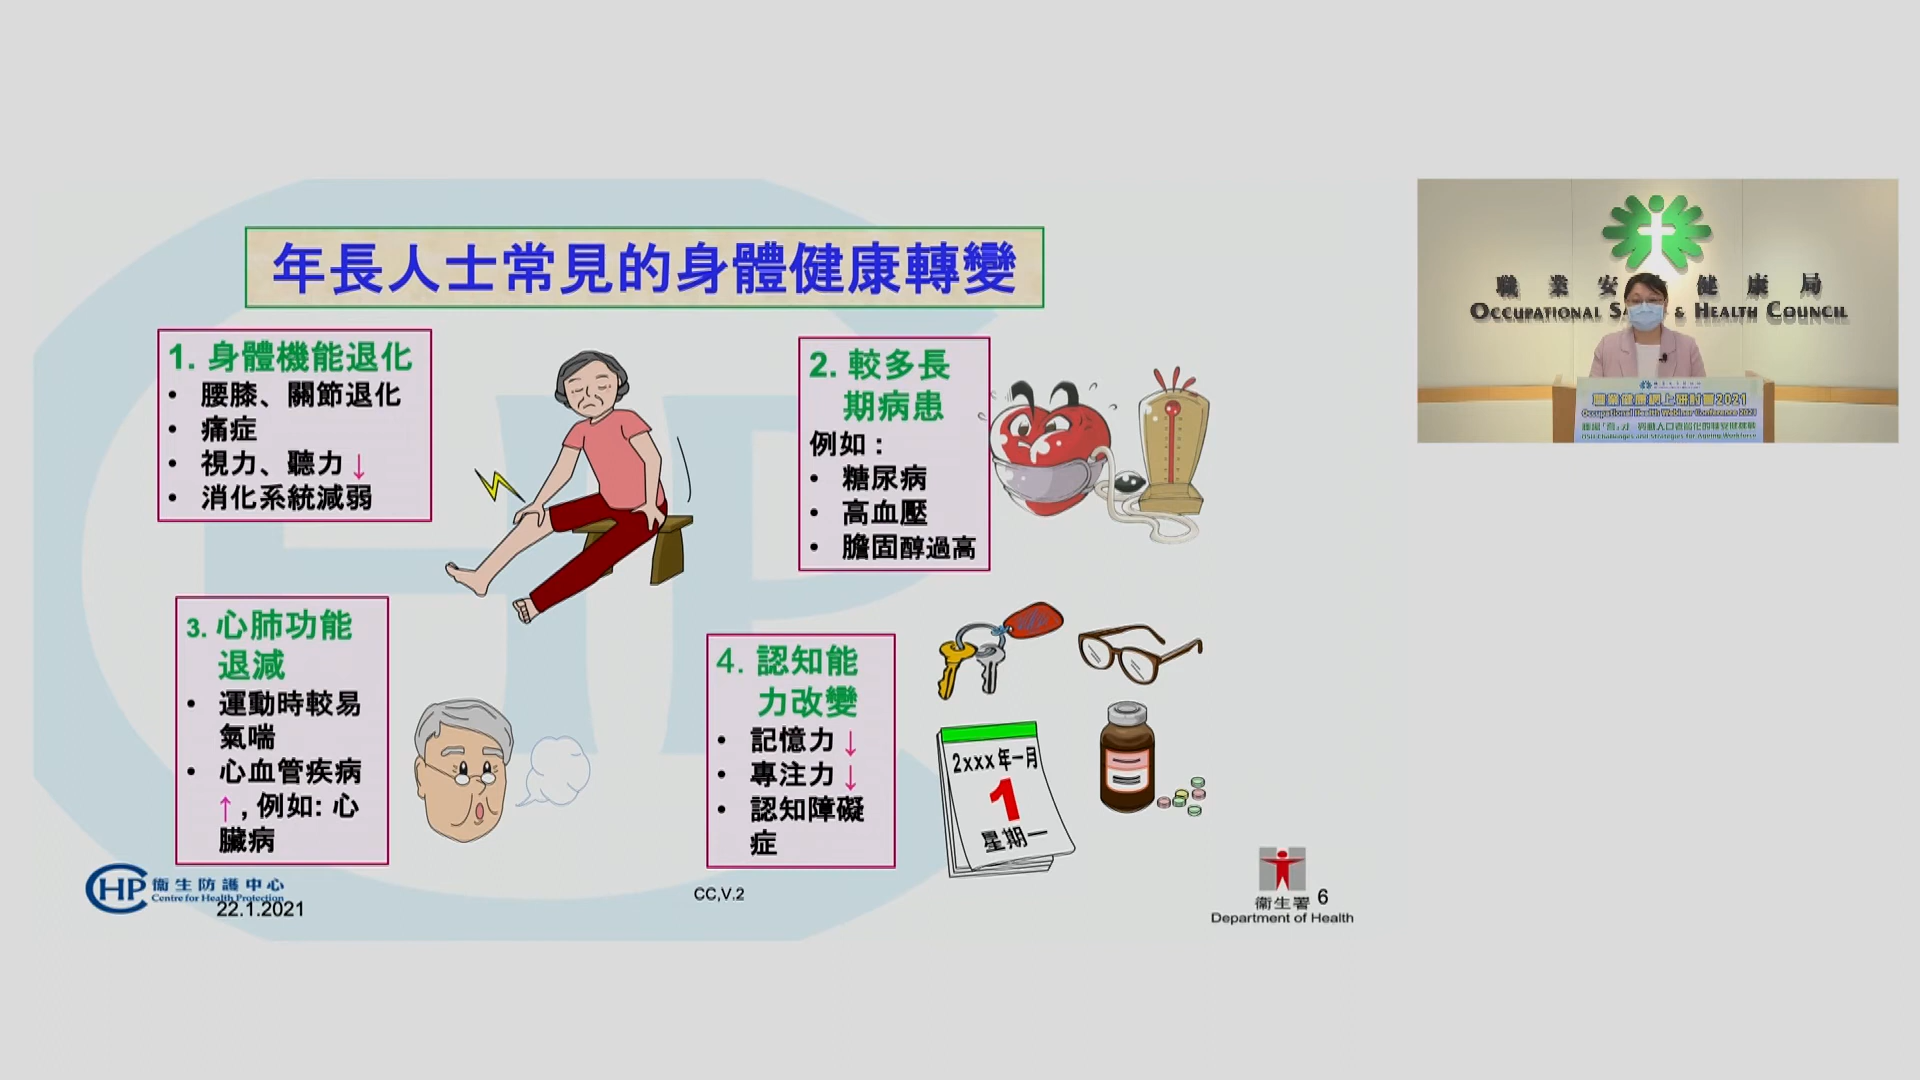 年長人士常見的身體健康轉變
1. 身體機能退化
• 腰膝、關節退化
• 痛症
• 視力、聽力↓
• 消化系統減弱
2. 較多長
期病患
例如 :
• 糖尿病
• 高血壓
• 膽固醇過高
3. 心肺功能
退減
• 運動時較易
氣喘
• 心血管疾病
↑ , 例如: 心
臟病
4. 認知能
力改變
• 記憶力↓
• 專注力↓
• 認知障礙
症
2xxx年一月
1
星期一
CHP 衞生防護中心
Centre for Health Protection
22.1.2021
CC,V.2
衞生署 6
Department of Health
職 業 安 健 康 局
OCCUPATIONAL & HEALTH COUNCIL
職業健康網上研討會2021
Occupational Health Webinar Conference 2021
OSH Challenges and Strategies for Ageing Workforce